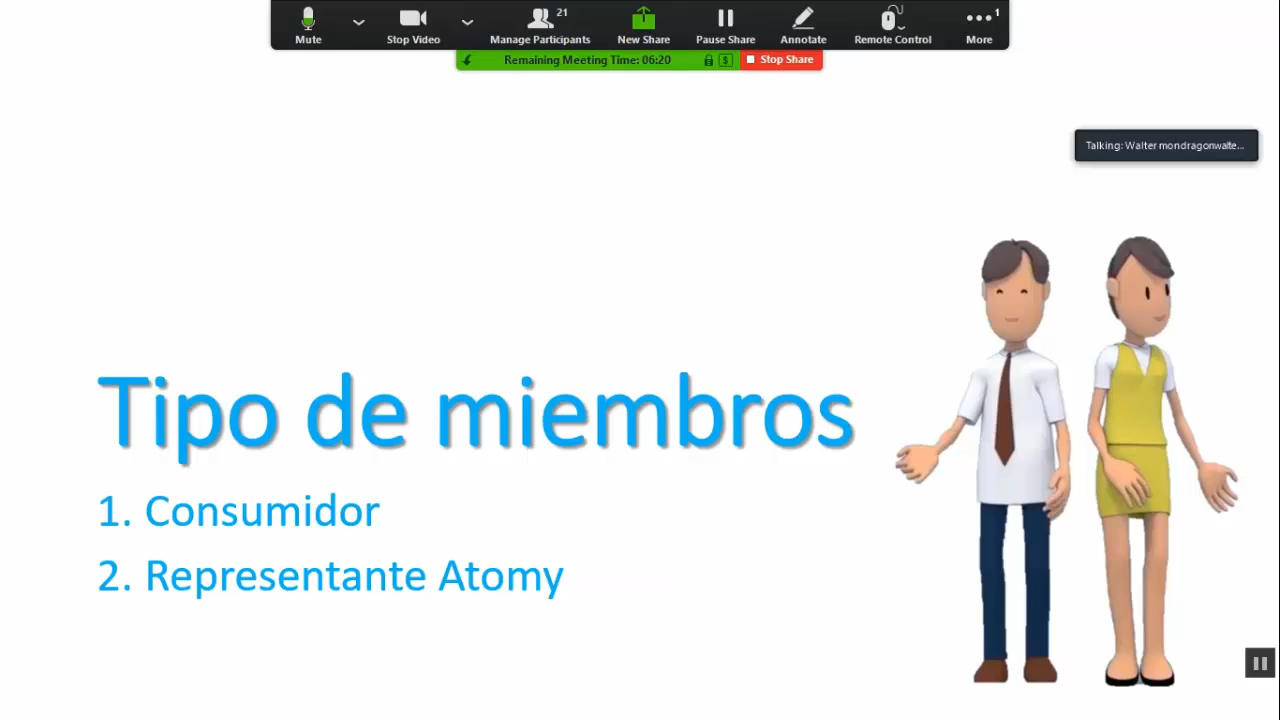 21
1
Mute
Stop Video
Manage Participants
New Share
Pause Share
Annotate
Remote Control
More
Remaining Meeting Time: 06:20
$
Stop Share
Talking: Walter mondragonwalte...
Tipo de miembros
1. Consumidor
2. Representante Atomy